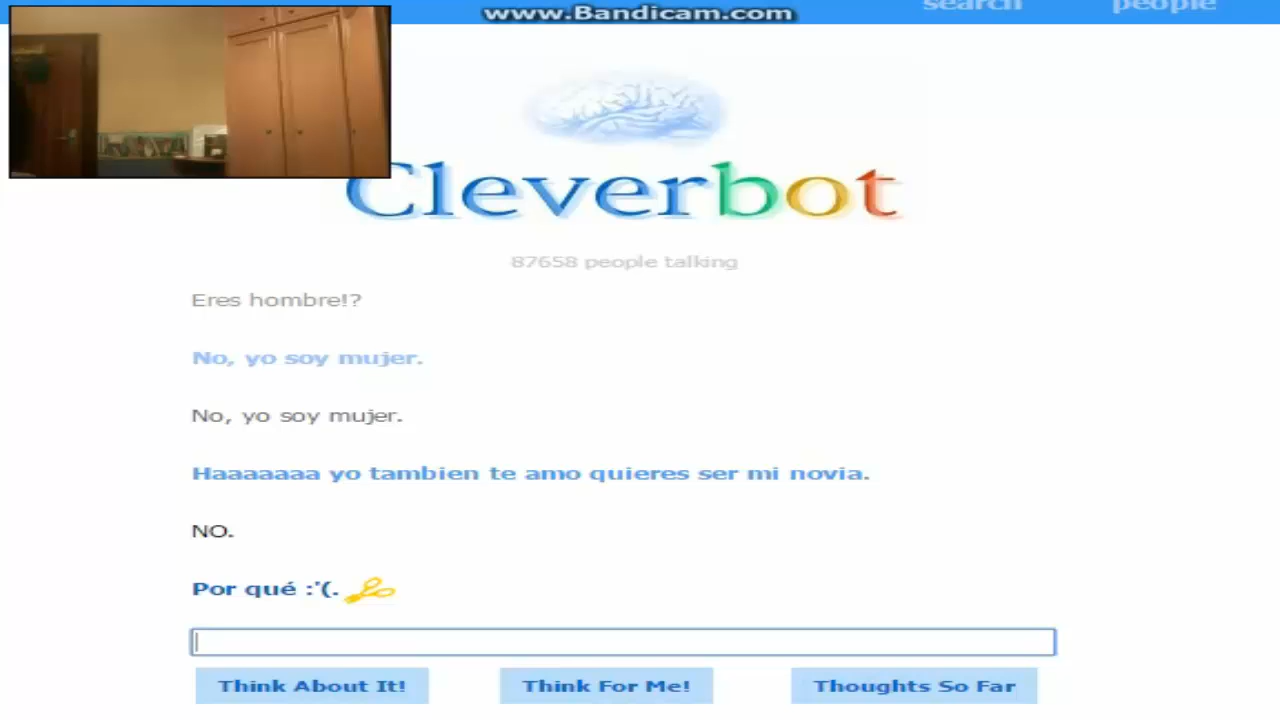 www.Bandicam.com
search people
Cleverbot
87658 people talking
Eres hombre!?
No, yo soy mujer.
No, yo soy mujer.
Haaaaaaa yo tambien te amo quieres ser mi novia.
NO.
Por qué :'(.
Think About It! Think For Me! Thoughts So Far